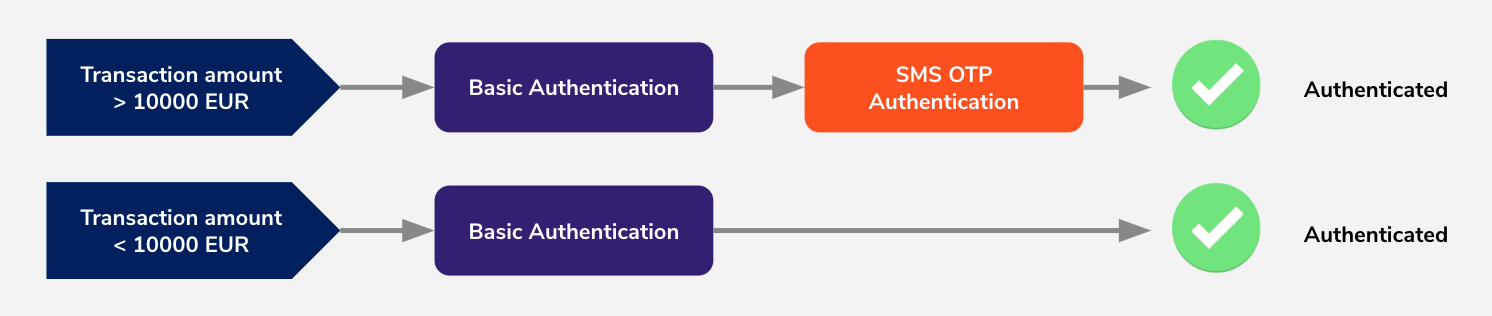 Transaction amount
> 10000 EUR
Basic Authentication
SMS OTP
Authentication
Authenticated
Transaction amount
< 10000 EUR
Basic Authentication
Authenticated